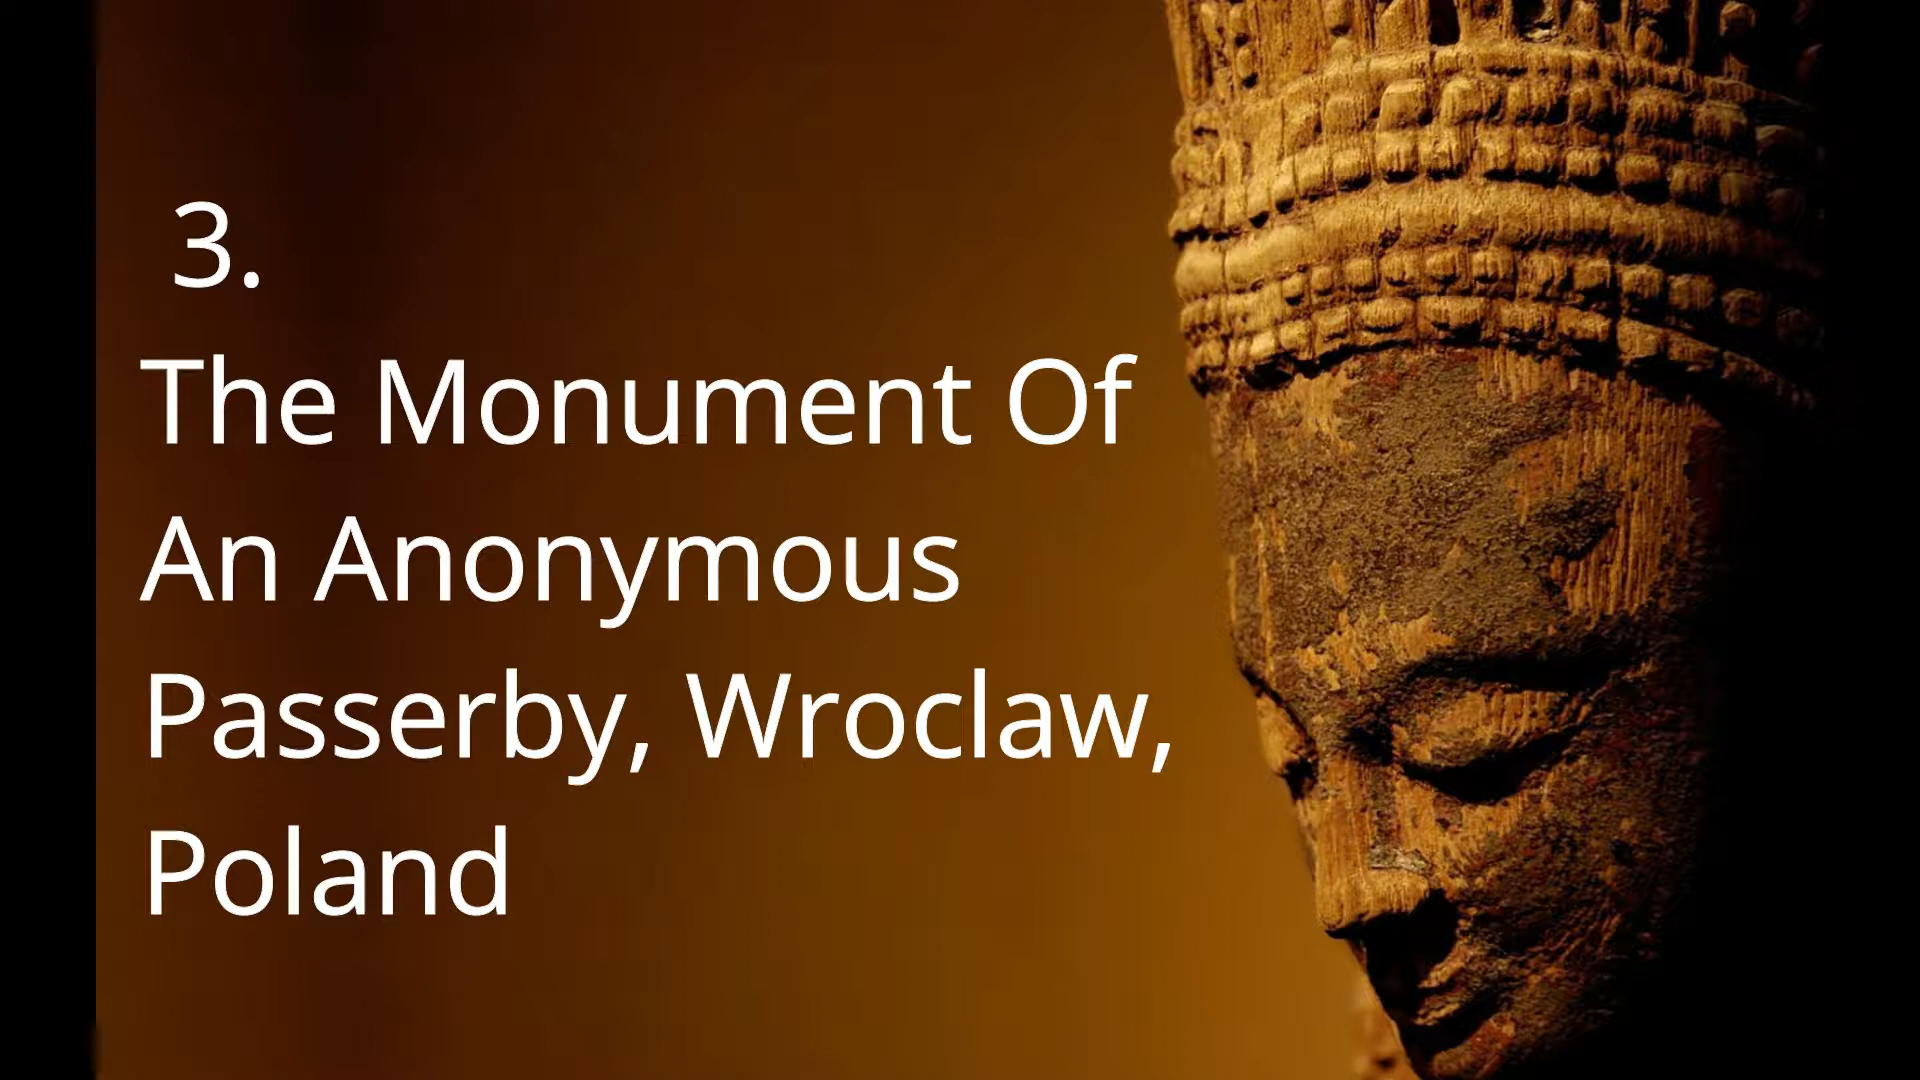 3.
The Monument Of
An Anonymous
Passerby, Wroclaw,
Poland